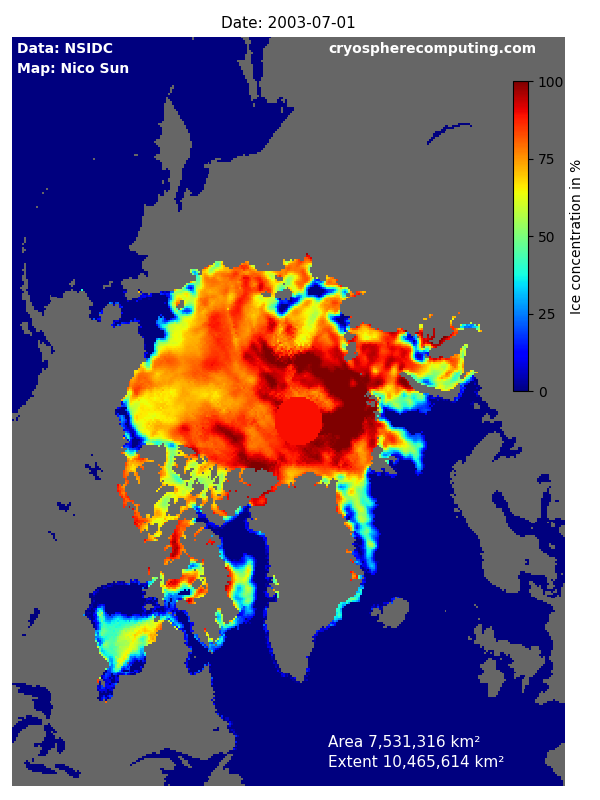 Date: 2003-07-01
Data: NSIDC
cryospherecomputing.com
Map: Nico Sun
100
75
50
25
0
Ice concentration in %
Area 7,531,316 km²
Extent 10,465,614 km²